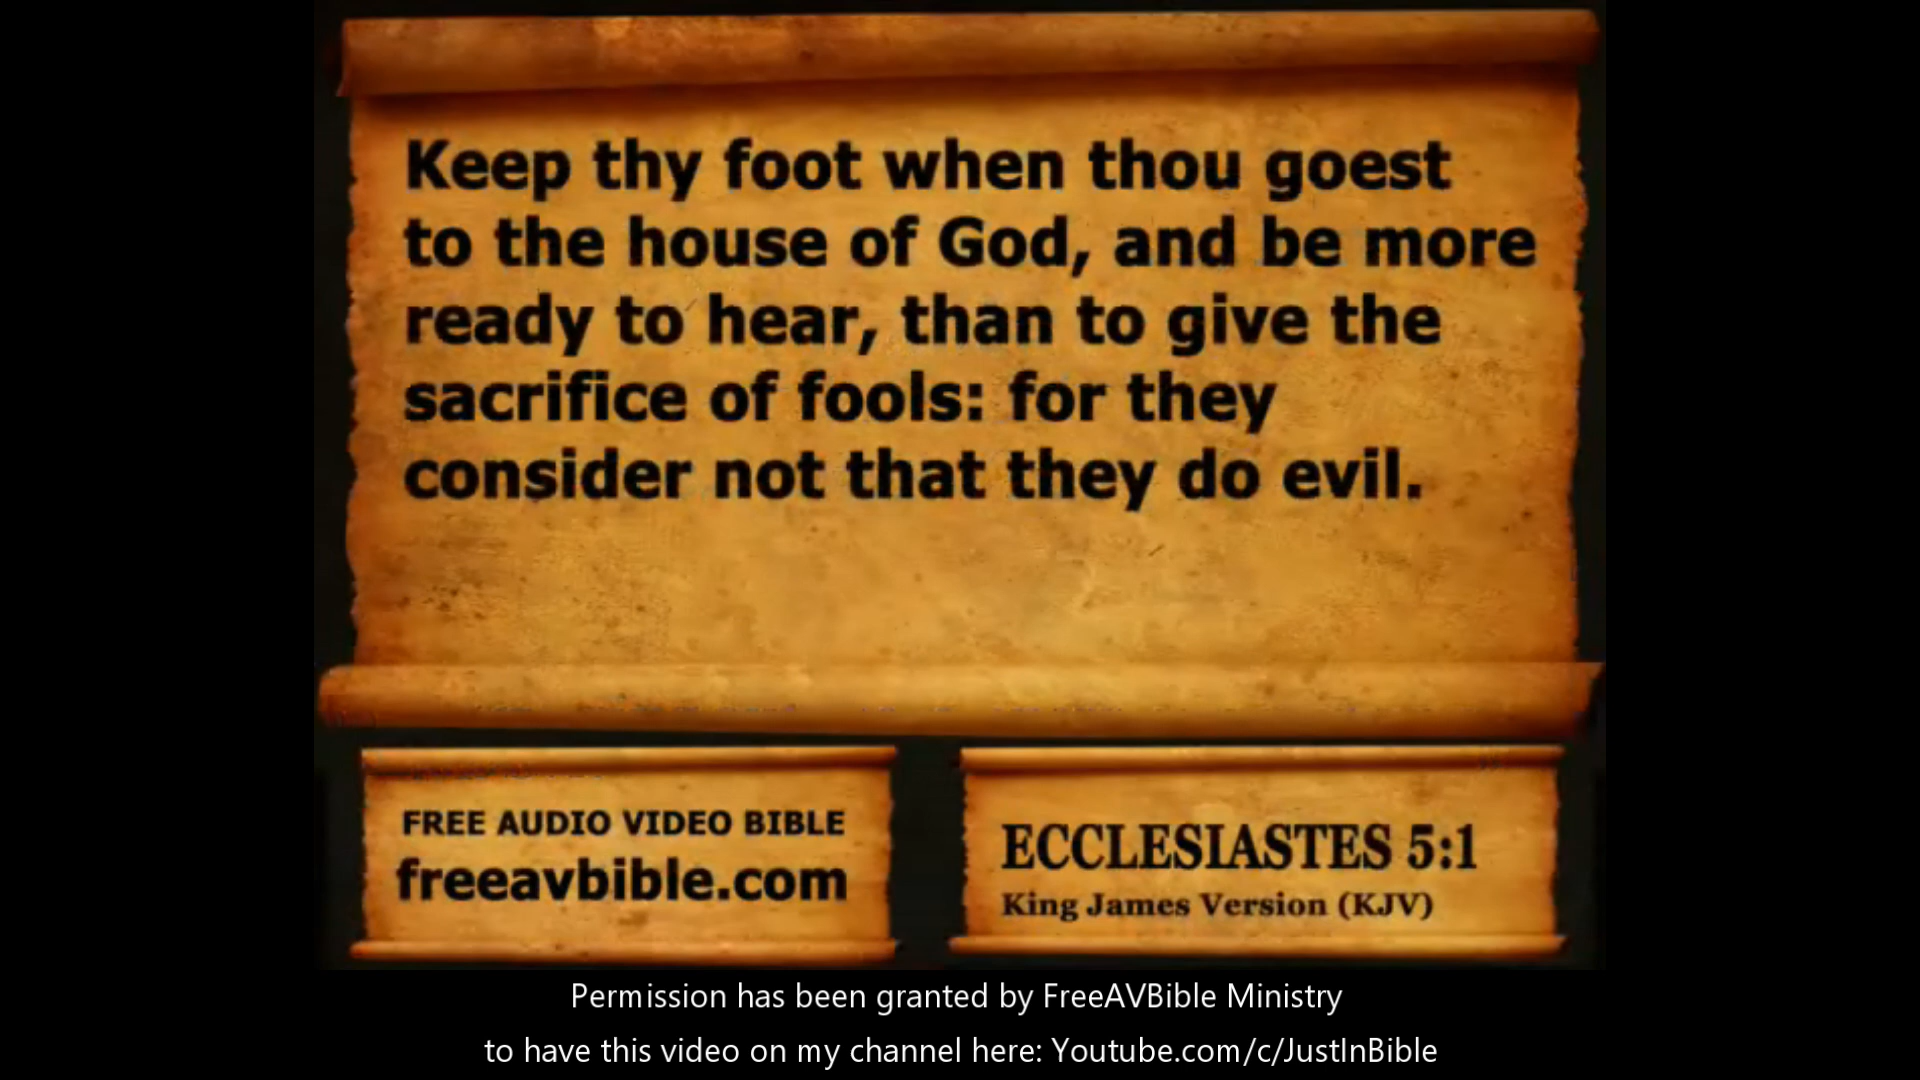 Keep thy foot when thou goest
to the house of God, and be more
ready to hear, than to give the
sacrifice of fools: for they
consider not that they do evil.
FREE AUDIO VIDEO BIBLE
freeavbible.com
ECCLESIASTES 5:1
King James Version (KJV)
Permission has been granted by FreeAVBible Ministry
to have this video on my channel here: Youtube.com/c/JustInBible